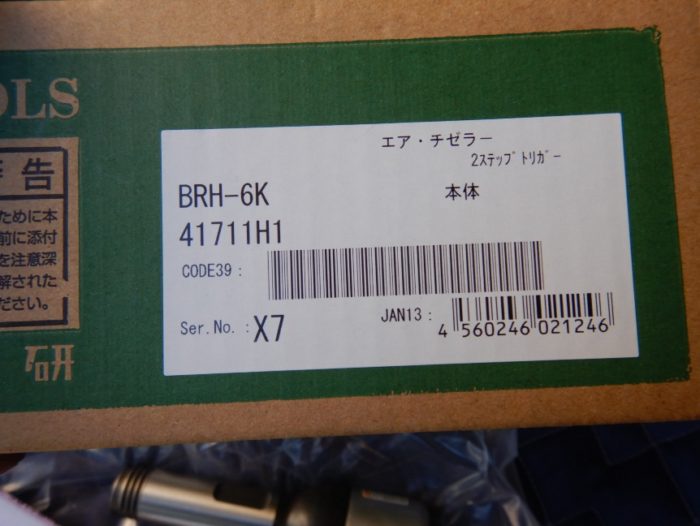 OLS
警告
ために本
前に添付
を注意深
解された
ださい。
エア・チゼラー
2ステップトリガー
BRH-6K
本体
41711H1
CODE39 :
Ser.No. : X7
JAN13 :
4 560246 021246